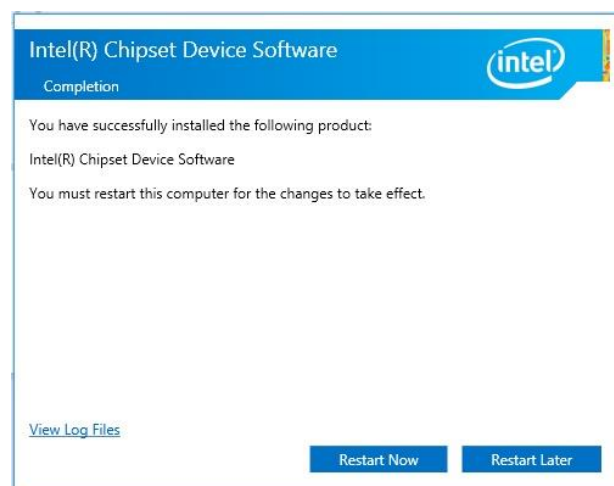 Intel(R) Chipset Device Software
intel
Completion
You have successfully installed the following product:
Intel(R) Chipset Device Software
You must restart this computer for the changes to take effect.
View Log Files
Restart Now
Restart Later